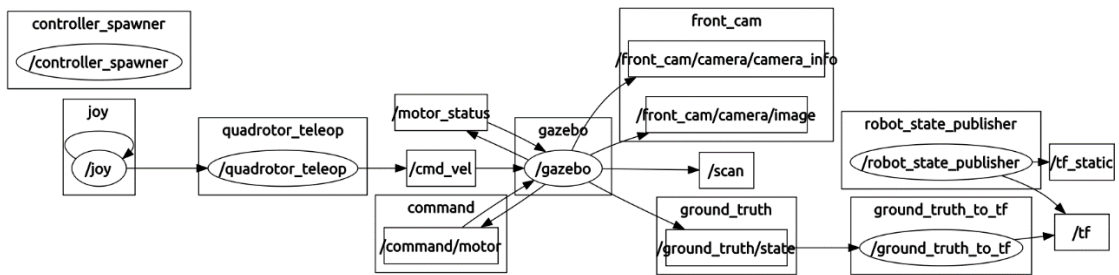 controller_spawner
/controller_spawner
joy
/joy
quadrotor_teleop
/quadrotor_teleop
/motor_status
/cmd_vel
command
/command/motor
gazebo
/gazebo
front_cam
/front_cam/camera/camera_info
/front_cam/camera/image
/scan
ground_truth
/ground_truth/state
robot_state_publisher
/robot_state_publisher
ground_truth_to_tf
/ground_truth_to_tf
/tf_static
/tf